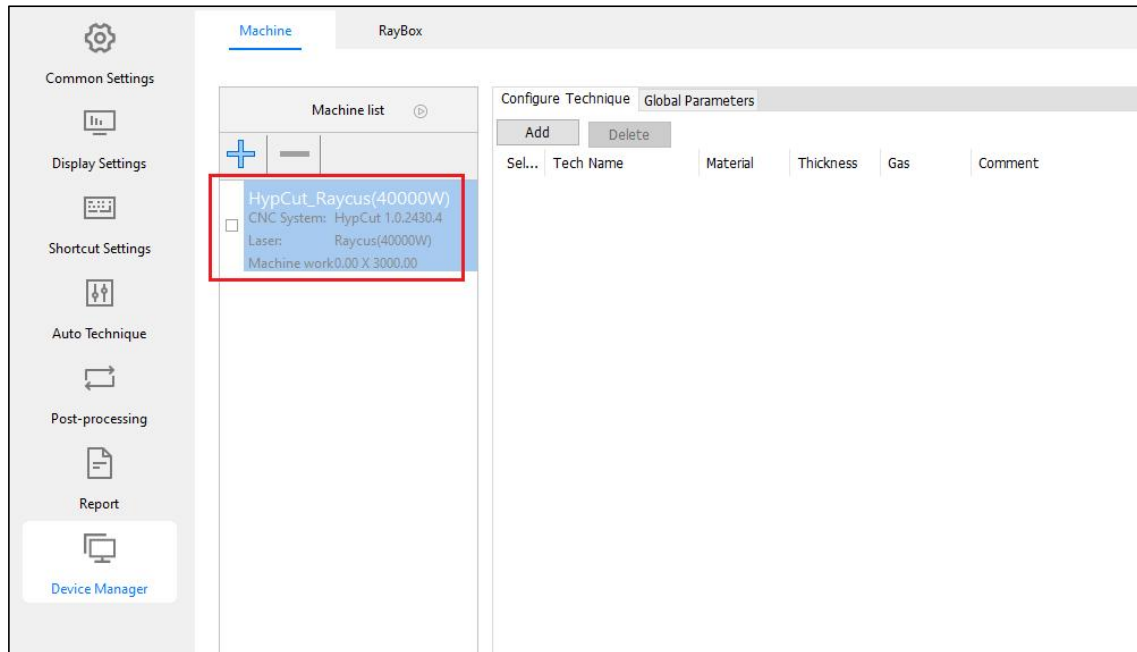 Common Settings
Display Settings
Shortcut Settings
Auto Technique
Post-processing
Report
Device Manager
Machine RayBox
Machine list
HypCut_Raycus(40000W)
CNC System: HypCut 1.0.2430.4
Laser: Raycus(40000W)
Machine work0.00 X 3000.00
Configure Technique Global Parameters
Add Delete
Sel... Tech Name Material Thickness Gas Comment